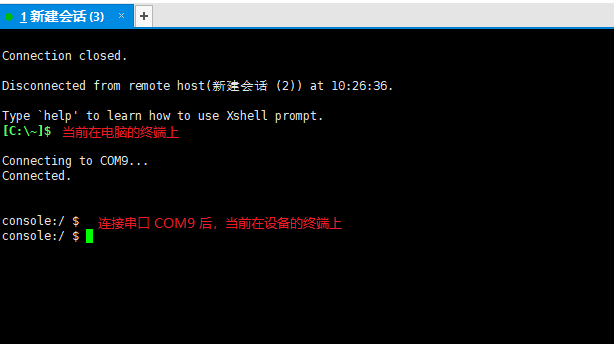 1 新建会话 (3) × +
Connection closed.
Disconnected from remote host(新建会话 (2)) at 10:26:36.
Type `help' to learn how to use Xshell prompt.
[C:\~]$ 当前在电脑的终端上
Connecting to COM9...
Connected.
console:/ $ 连接串口 COM9 后，当前在设备的终端上
console:/ $